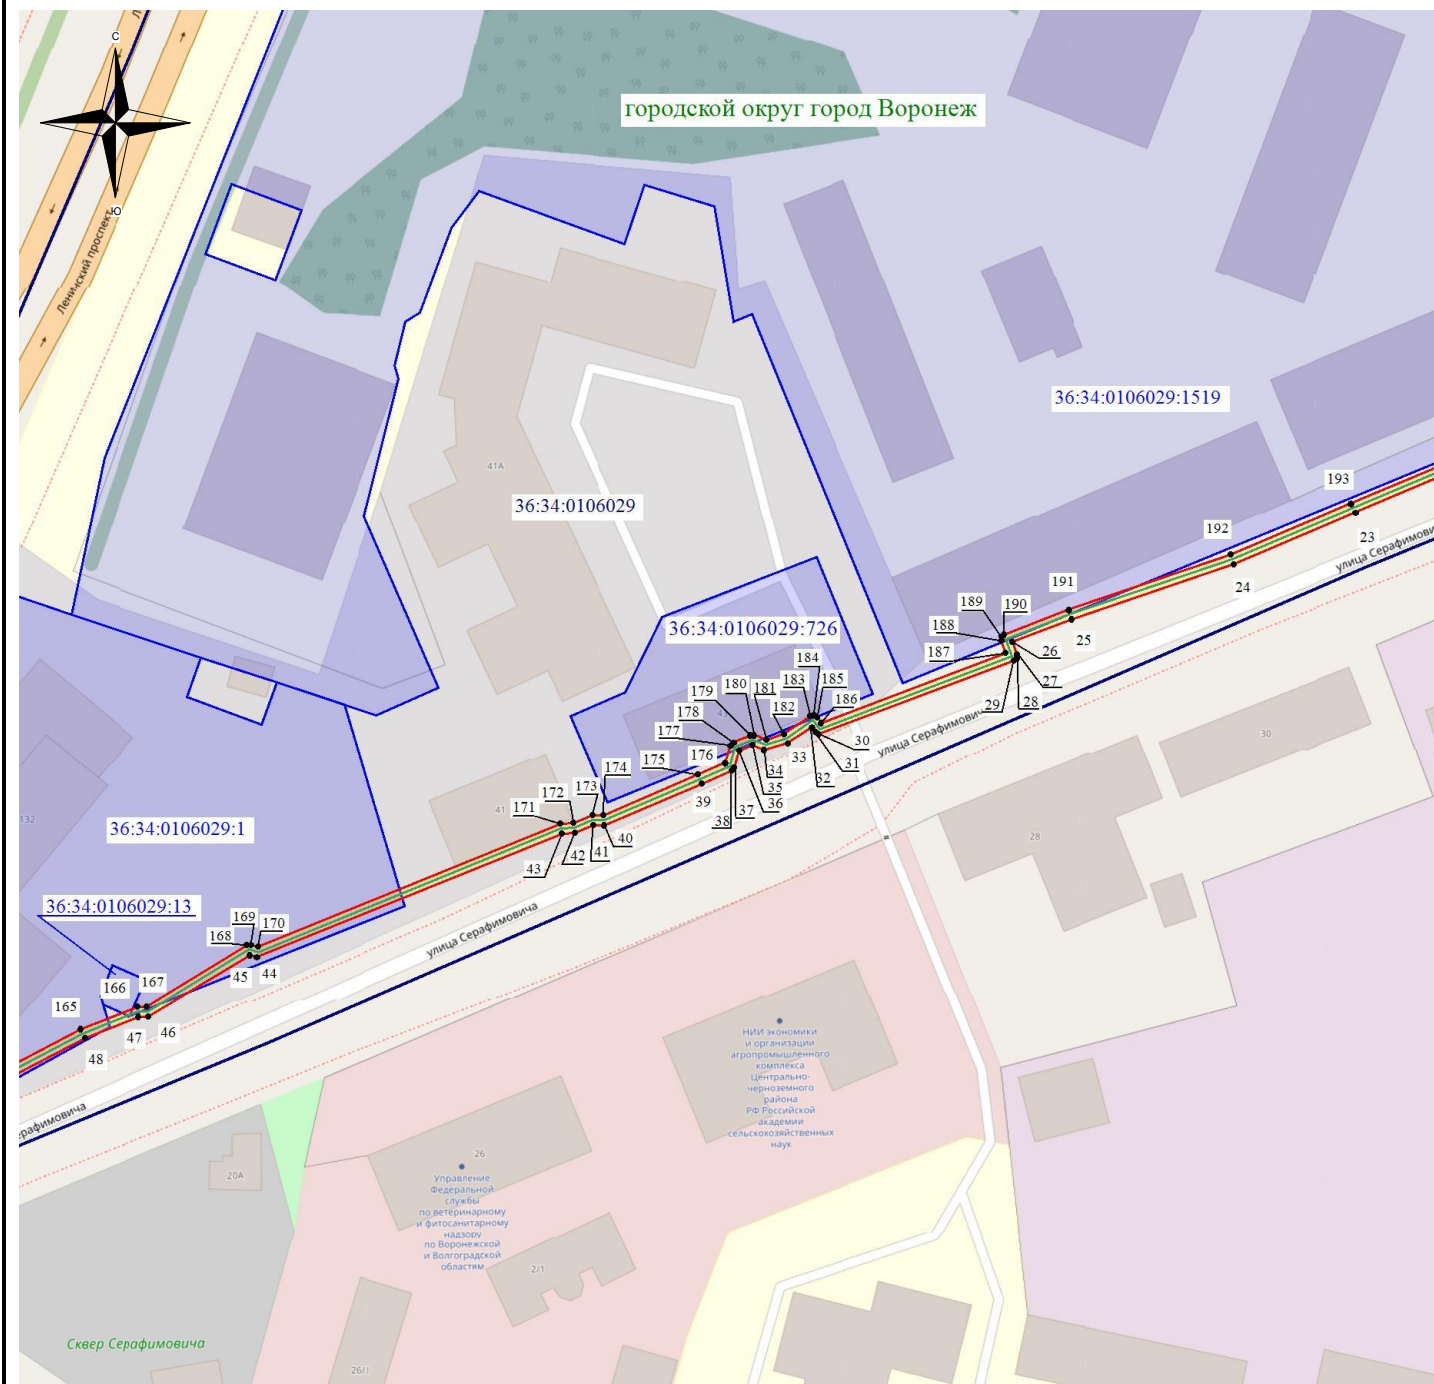 С
Ю
городской округ город Воронеж
Ленинский проспект
36:34:0106029:1519
41А
36:34:0106029
193
23
улица Серафимови
192
24
191
25
189
190
188
187
26
27
28
29
36:34:0106029:726
184
183
185
180
181
186
179
182
178
177
176
175
30
31
32
33
34
35
36
37
38
39
улица Серафимович
30
174
173
172
171
41
40
41
42
43
132
36:34:0106029:1
28
36:34:0106029:13
169
168
170
45
44
улица Серафимовича
167
166
165
47
46
48
рафимовича
НИИ экономики
и организации
агропромышленного
комплекса
Центрально-
черноземного
района
РФ Российской
академии
сельскохозяйственных
наук
20А
26
Управление
Федеральной
службы
по ветеринарному
и фитосанитарному
надзору
по Воронежской
и Волгоградской
областям
2/1
Сквер Серафимовича
26/1